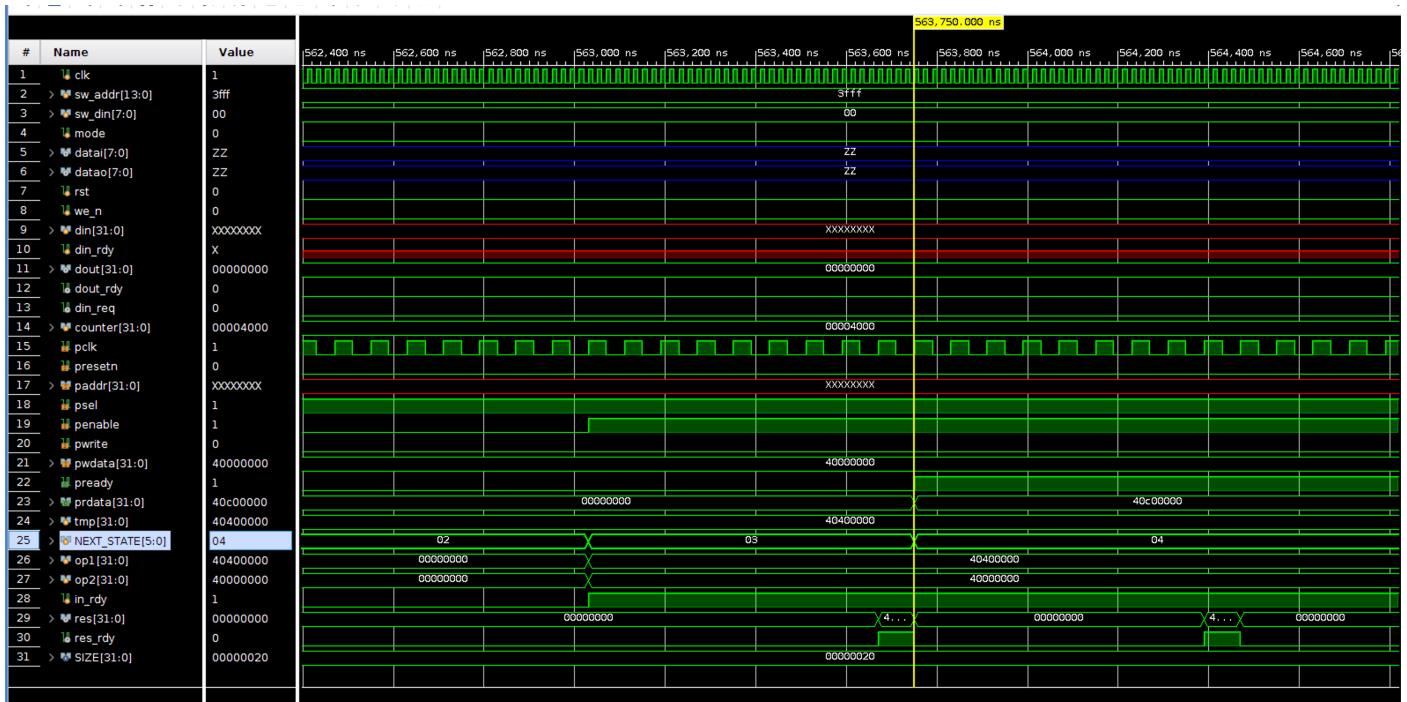 563,750.000 ns
# Name Value 562,400 ns 562,600 ns 562,800 ns 563,000 ns 563,200 ns 563,400 ns 563,600 ns 563,800 ns 564,000 ns 564,200 ns 564,400 ns 564,600 ns
1 clk 1
2 sw_addr[13:0] 3fff 3fff
3 sw_din[7:0] 00 00
4 mode 0
5 datai[7:0] ZZ ZZ
6 datao[7:0] ZZ ZZ
7 rst 0
8 we_n 0
9 din[31:0] XXXXXXXX XXXXXXXX
10 din_rdy X
11 dout[31:0] 00000000 00000000
12 dout_rdy 0
13 din_req 0
14 counter[31:0] 00004000 00004000
15 pclk 1
16 presetn 0
17 paddr[31:0] XXXXXXXX XXXXXXXX
18 psel 1
19 penable 1
20 pwrite 0
21 pwdata[31:0] 40000000 40000000
22 pready 1
23 prdata[31:0] 40c00000 00000000 40c00000
24 tmp[31:0] 40400000 40400000
25 NEXT_STATE[5:0] 04 02 03 04
26 op1[31:0] 40400000 00000000 40400000
27 op2[31:0] 40000000 00000000 40000000
28 in_rdy 1
29 res[31:0] 00000000 00000000 4... 00000000 4... 00000000
30 res_rdy 0
31 SIZE[31:0] 00000020 00000020